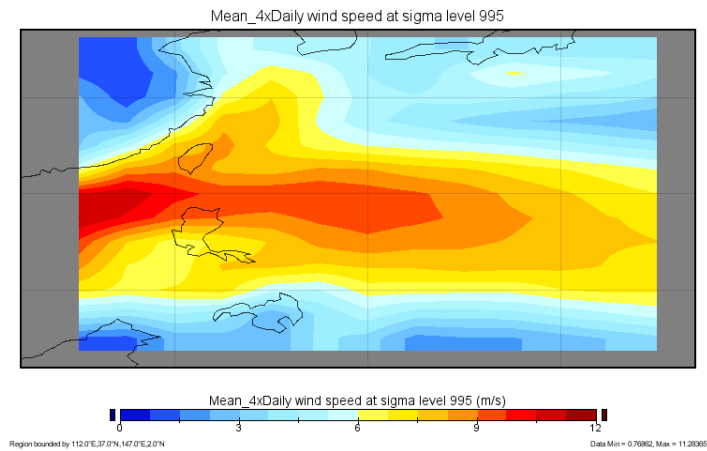 Mean_4xDaily wind speed at sigma level 995
Mean_4xDaily wind speed at sigma level 995 (m/s)
0 3 6 9 12
Region bounded by 112.0°E,37.0°N,147.0°E,2.0°N
Data Min = 0.76862, Max = 11.28365